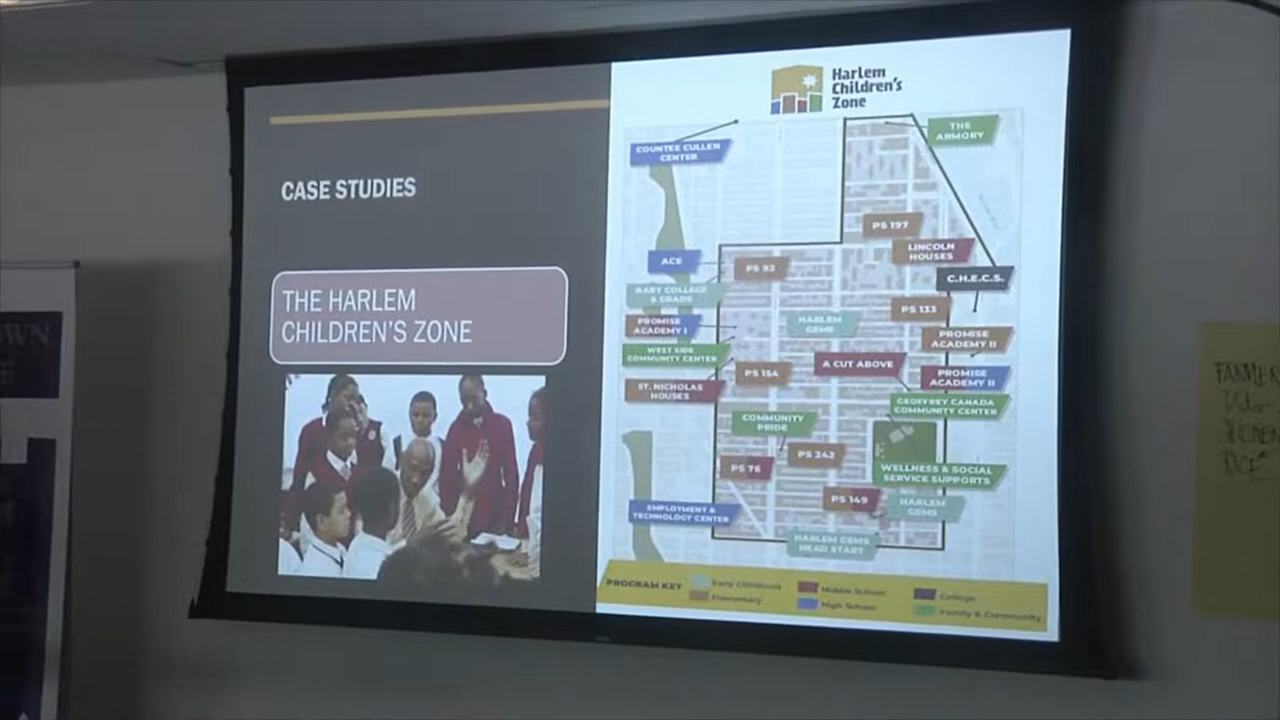 CASE STUDIES
THE HARLEM
CHILDREN'S ZONE
Harlem
Children's
Zone
COUNTEE CULLEN
CENTER
THE
ARMORY
PS 197
LINCOLN
HOUSES
ACE
PS 92
C.H.E.C.S.
BABY COLLEGE
& GRADS
PS 133
PROMISE
ACADEMY I
HARLEM
GEMS
PROMISE
ACADEMY II
WEST SIDE
COMMUNITY CENTER
A CUT ABOVE
PS 154
PROMISE
ACADEMY II
ST. NICHOLAS
HOUSES
GEOFFREY CANADA
COMMUNITY CENTER
COMMUNITY
PRIDE
PS 242
PS 76
WELLNESS & SOCIAL
SERVICE SUPPORTS
PS 149
HARLEM
GEMS
EMPLOYMENT &
TECHNOLOGY CENTER
HARLEM GEMS
HEAD START
PROGRAM KEY
Early Childhood
Middle School
College
Elementary
High School
Family & Community